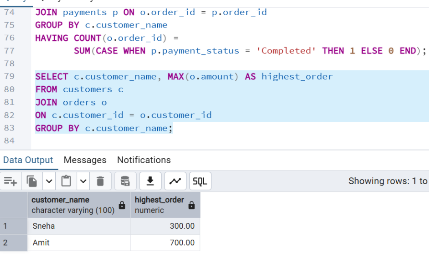 74 JOIN payments p ON o.order_id = p.order_id
75 GROUP BY c.customer_name
76 HAVING COUNT(o.order_id) =
77 SUM(CASE WHEN p.payment_status = 'Completed' THEN 1 ELSE 0 END);
78
79 SELECT c.customer_name, MAX(o.amount) AS highest_order
80 FROM customers c
81 JOIN orders o
82 ON c.customer_id = o.customer_id
83 GROUP BY c.customer_name;
84
Data Output Messages Notifications
SQL Showing rows: 1 to
customer_name highest_order
character varying (100) numeric
1 Sneha 300.00
2 Amit 700.00